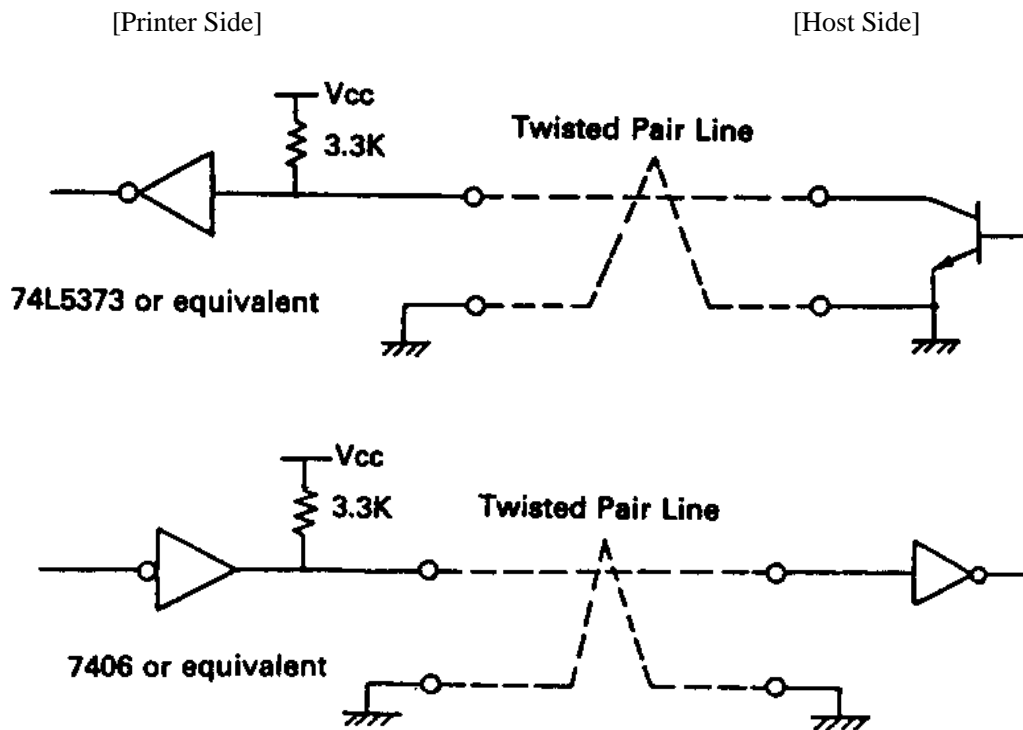 [Printer Side] [Host Side]
Vcc
3.3K
Twisted Pair Line
74L5373 or equivalent
Vcc
3.3K
Twisted Pair Line
7406 or equivalent